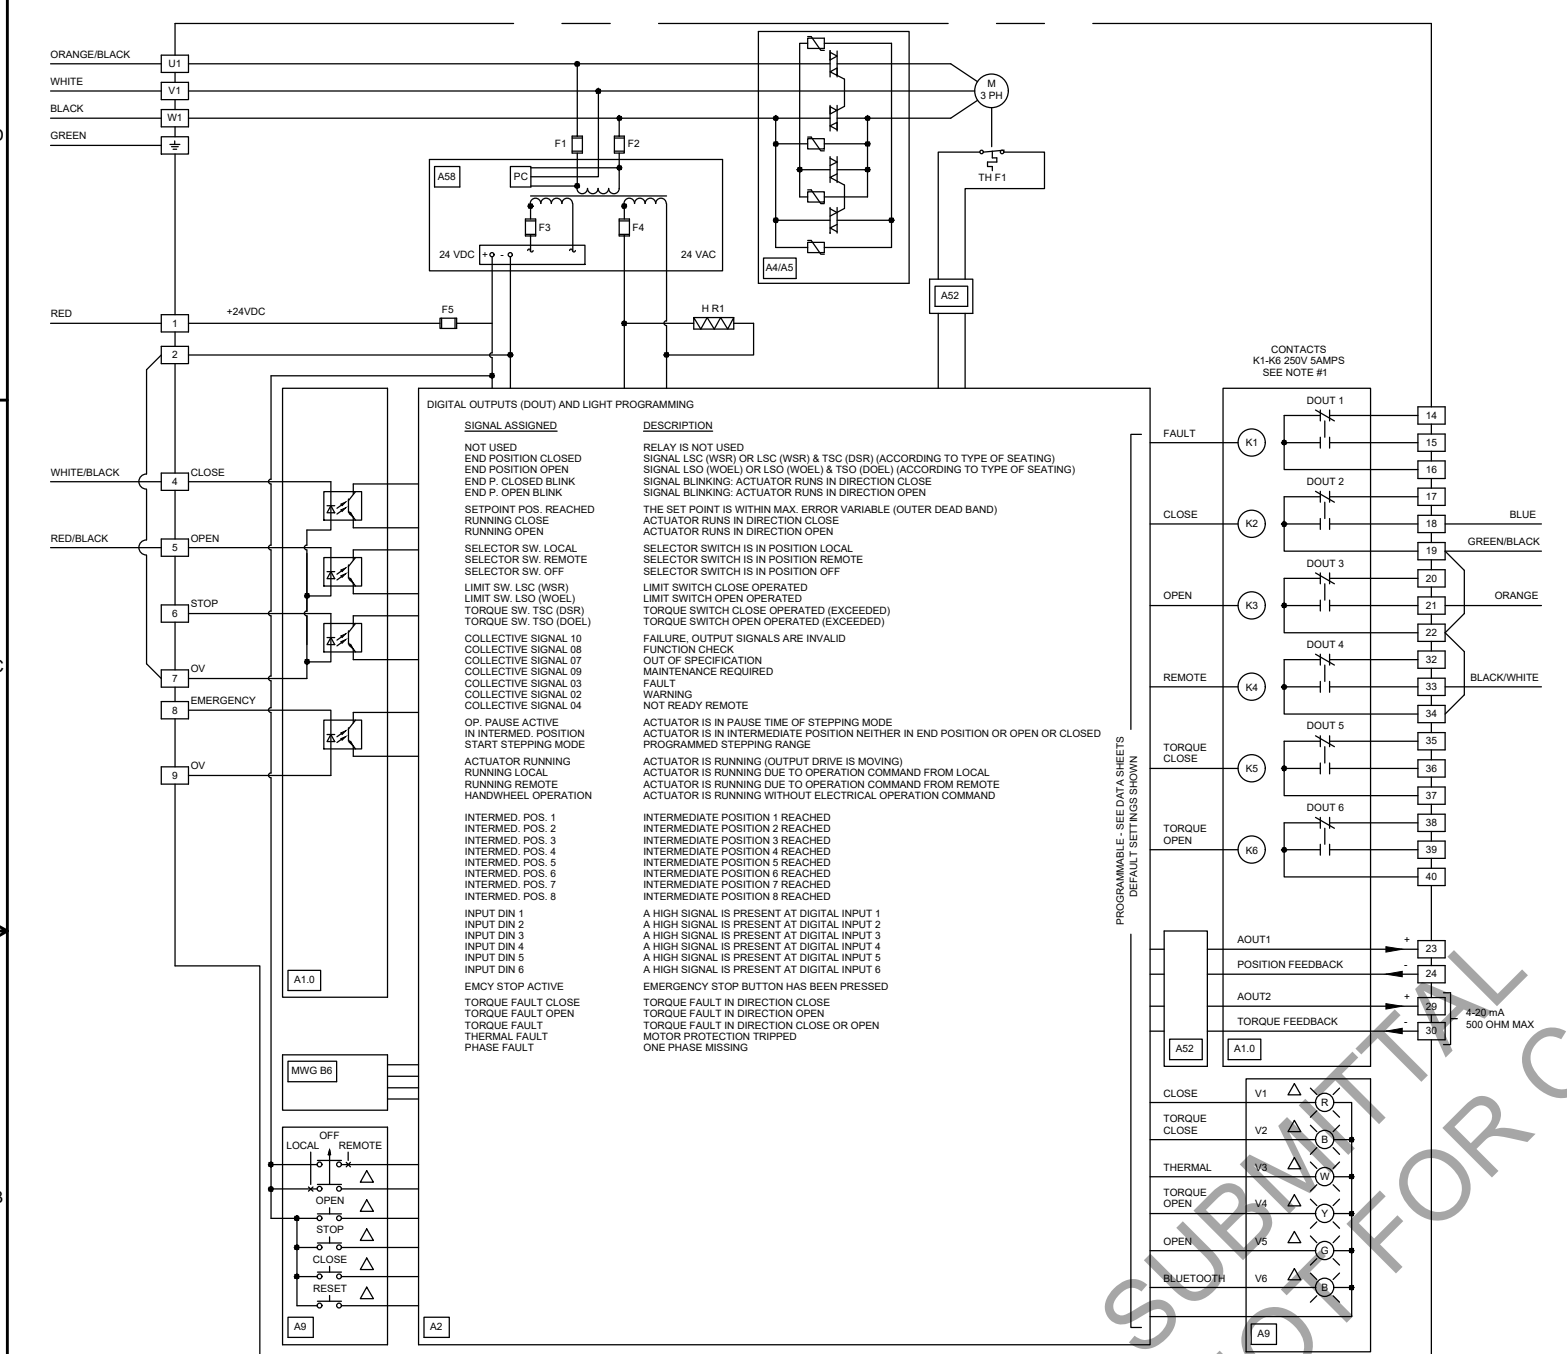 ORANGE/BLACK
U1
WHITE
V1
BLACK
W1
GREEN
M
3 PH
F1
F2
A58
PC
TH F1
F3
F4
24 VDC
+
-
24 VAC
A4/A5
A52
RED
1
+24VDC
F5
H R1
2
CONTACTS
K1-K6 250V 5AMPS
SEE NOTE #1
WHITE/BLACK
4
CLOSE
RED/BLACK
5
OPEN
6
STOP
7
OV
8
EMERGENCY
9
OV
A1.0
MWG B6
OFF
LOCAL
REMOTE
OPEN
STOP
CLOSE
RESET
A9
DIGITAL OUTPUTS (DOUT) AND LIGHT PROGRAMMING
SIGNAL ASSIGNED DESCRIPTION
NOT USED RELAY IS NOT USED
END POSITION CLOSED SIGNAL LSC (WSR) OR LSC (WSR) & TSC (DSR) (ACCORDING TO TYPE OF SEATING)
END POSITION OPEN SIGNAL LSO (WOEL) OR LSO (WOEL) & TSO (DOEL) (ACCORDING TO TYPE OF SEATING)
END P. CLOSED BLINK SIGNAL BLINKING: ACTUATOR RUNS IN DIRECTION CLOSE
END P. OPEN BLINK SIGNAL BLINKING: ACTUATOR RUNS IN DIRECTION OPEN
SETPOINT POS. REACHED THE SET POINT IS WITHIN MAX. ERROR VARIABLE (OUTER DEAD BAND)
RUNNING CLOSE ACTUATOR RUNS IN DIRECTION CLOSE
RUNNING OPEN ACTUATOR RUNS IN DIRECTION OPEN
SELECTOR SW. LOCAL SELECTOR SWITCH IS IN POSITION LOCAL
SELECTOR SW. REMOTE SELECTOR SWITCH IS IN POSITION REMOTE
SELECTOR SW. OFF SELECTOR SWITCH IS IN POSITION OFF
LIMIT SW. LSC (WSR) LIMIT SWITCH CLOSE OPERATED
LIMIT SW. LSO (WOEL) LIMIT SWITCH OPEN OPERATED
TORQUE SW. TSC (DSR) TORQUE SWITCH CLOSE OPERATED (EXCEEDED)
TORQUE SW. TSO (DOEL) TORQUE SWITCH OPEN OPERATED (EXCEEDED)
COLLECTIVE SIGNAL 10 FAILURE, OUTPUT SIGNALS ARE INVALID
COLLECTIVE SIGNAL 08 FUNCTION CHECK
COLLECTIVE SIGNAL 07 OUT OF SPECIFICATION
COLLECTIVE SIGNAL 09 MAINTENANCE REQUIRED
COLLECTIVE SIGNAL 03 FAULT
COLLECTIVE SIGNAL 02 WARNING
COLLECTIVE SIGNAL 04 NOT READY REMOTE
OP. PAUSE ACTIVE ACTUATOR IS IN PAUSE TIME OF STEPPING MODE
IN INTERMED. POSITION ACTUATOR IS IN INTERMEDIATE POSITION NEITHER IN END POSITION OR OPEN OR CLOSED
START STEPPING MODE PROGRAMMED STEPPING RANGE
ACTUATOR RUNNING ACTUATOR IS RUNNING (OUTPUT DRIVE IS MOVING)
RUNNING LOCAL ACTUATOR IS RUNNING DUE TO OPERATION COMMAND FROM LOCAL
RUNNING REMOTE ACTUATOR IS RUNNING DUE TO OPERATION COMMAND FROM REMOTE
HANDWHEEL OPERATION ACTUATOR IS RUNNING WITHOUT ELECTRICAL OPERATION COMMAND
INTERMED. POS. 1 INTERMEDIATE POSITION 1 REACHED
INTERMED. POS. 2 INTERMEDIATE POSITION 2 REACHED
INTERMED. POS. 3 INTERMEDIATE POSITION 3 REACHED
INTERMED. POS. 4 INTERMEDIATE POSITION 4 REACHED
INTERMED. POS. 5 INTERMEDIATE POSITION 5 REACHED
INTERMED. POS. 6 INTERMEDIATE POSITION 6 REACHED
INTERMED. POS. 7 INTERMEDIATE POSITION 7 REACHED
INTERMED. POS. 8 INTERMEDIATE POSITION 8 REACHED
INPUT DIN 1 A HIGH SIGNAL IS PRESENT AT DIGITAL INPUT 1
INPUT DIN 2 A HIGH SIGNAL IS PRESENT AT DIGITAL INPUT 2
INPUT DIN 3 A HIGH SIGNAL IS PRESENT AT DIGITAL INPUT 3
INPUT DIN 4 A HIGH SIGNAL IS PRESENT AT DIGITAL INPUT 4
INPUT DIN 5 A HIGH SIGNAL IS PRESENT AT DIGITAL INPUT 5
INPUT DIN 6 A HIGH SIGNAL IS PRESENT AT DIGITAL INPUT 6
EMCY STOP ACTIVE EMERGENCY STOP BUTTON HAS BEEN PRESSED
TORQUE FAULT CLOSE TORQUE FAULT IN DIRECTION CLOSE
TORQUE FAULT OPEN TORQUE FAULT IN DIRECTION OPEN
TORQUE FAULT TORQUE FAULT IN DIRECTION CLOSE OR OPEN
THERMAL FAULT MOTOR PROTECTION TRIPPED
PHASE FAULT ONE PHASE MISSING
A2
PROGRAMMABLE - SEE DATA SHEETS
DEFAULT SETTINGS SHOWN
FAULT
K1
DOUT 1
14
15
16
CLOSE
K2
DOUT 2
17
18
BLUE
19
GREEN/BLACK
OPEN
K3
DOUT 3
20
21
ORANGE
22
REMOTE
K4
DOUT 4
32
33
BLACK/WHITE
34
TORQUE
CLOSE
K5
DOUT 5
35
36
37
TORQUE
OPEN
K6
DOUT 6
38
39
40
AOUT1
+
23
POSITION FEEDBACK
-
24
AOUT2
+
29
TORQUE FEEDBACK
-
30
4-20 mA
500 OHM MAX
A52
A1.0
CLOSE
V1
R
TORQUE
CLOSE
V2
B
THERMAL
V3
W
TORQUE
OPEN
V4
Y
OPEN
V5
G
BLUETOOTH
V6
B
A9
SUBMITTAL
NOT FOR C